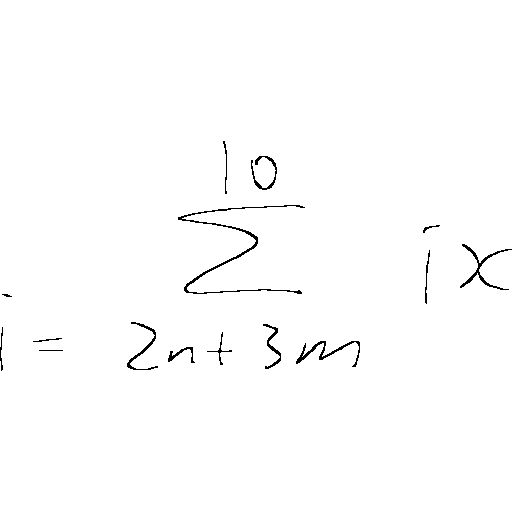 10
∑ ix
i = 2n+3m